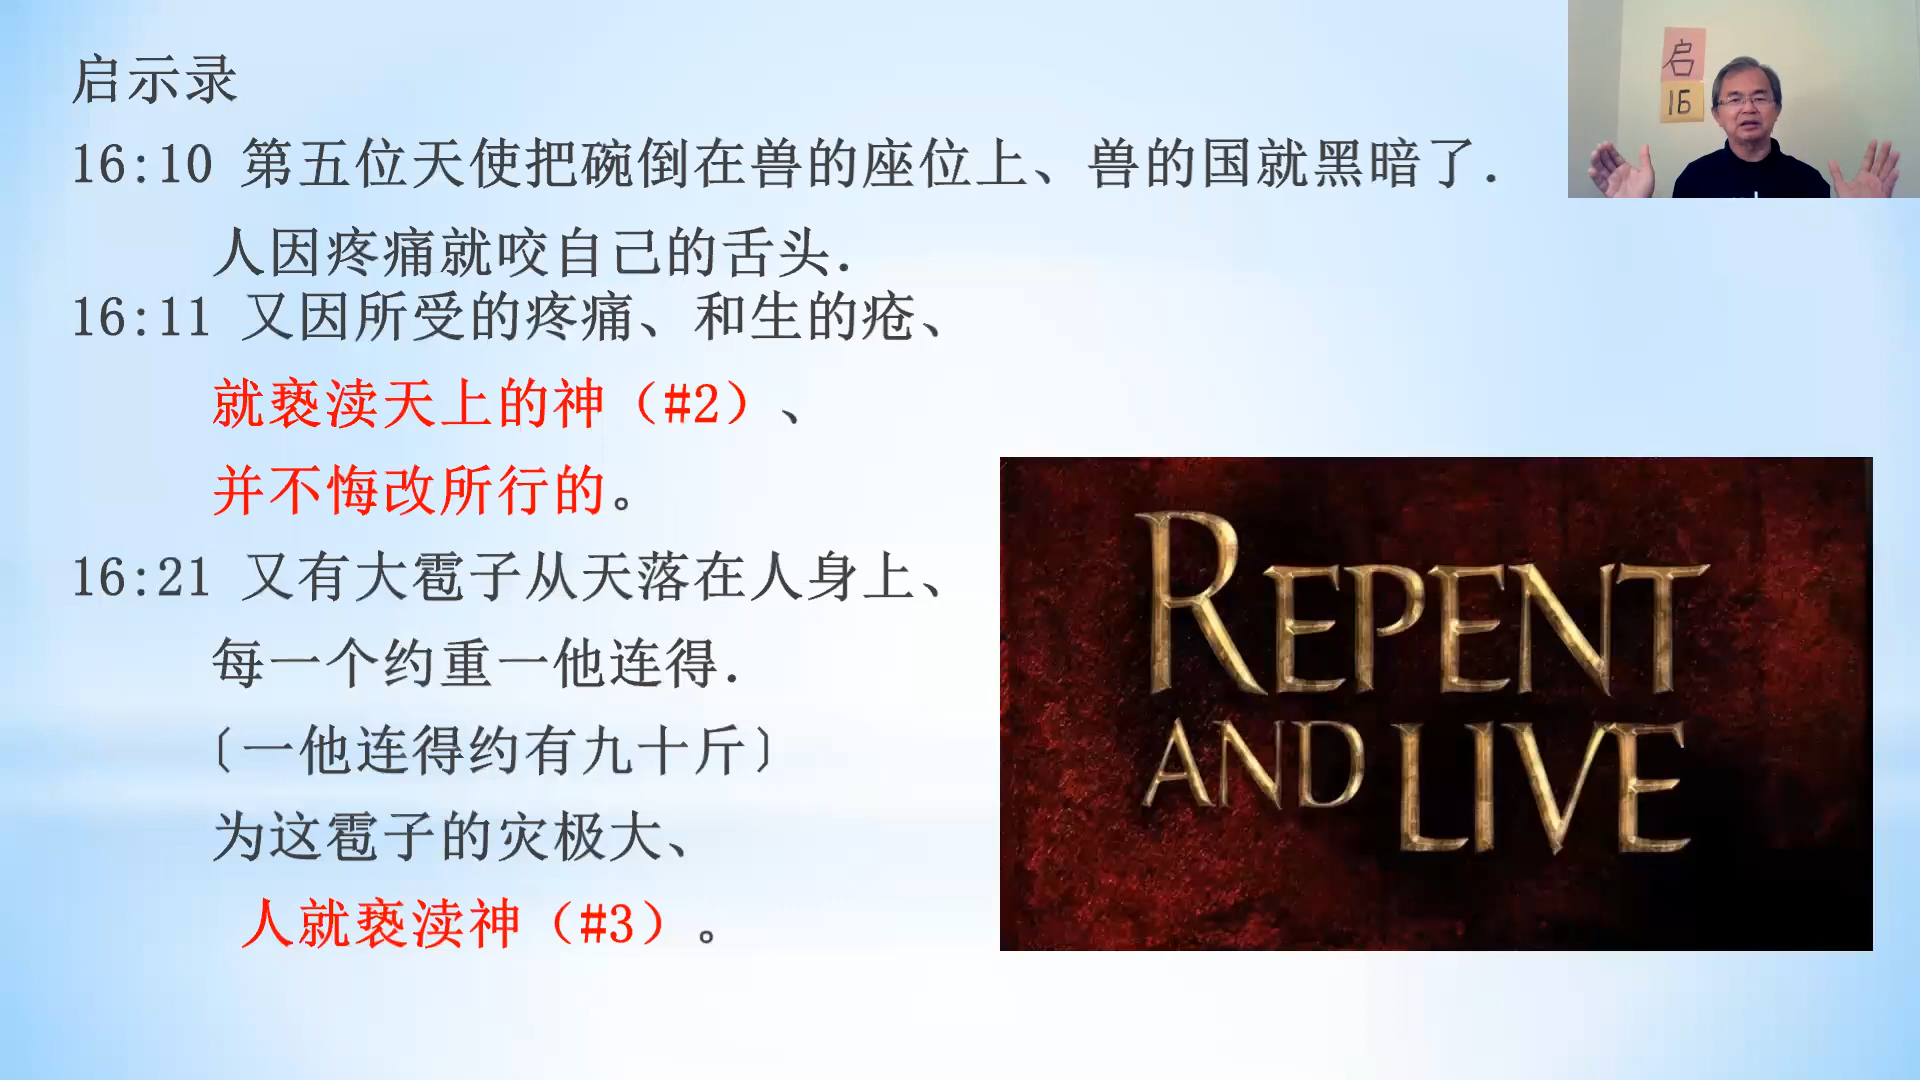 启示录
16:10 第五位天使把碗倒在兽的座位上、兽的国就黑暗了.
人因疼痛就咬自己的舌头.
16:11 又因所受的疼痛、和生的疮、
就亵渎天上的神（#2）、
并不悔改所行的。
16:21 又有大雹子从天落在人身上、
每一个约重一他连得.
〔一他连得约有九十斤〕
为这雹子的灾极大、
人就亵渎神（#3）。
启
16
REPENT
AND LIVE